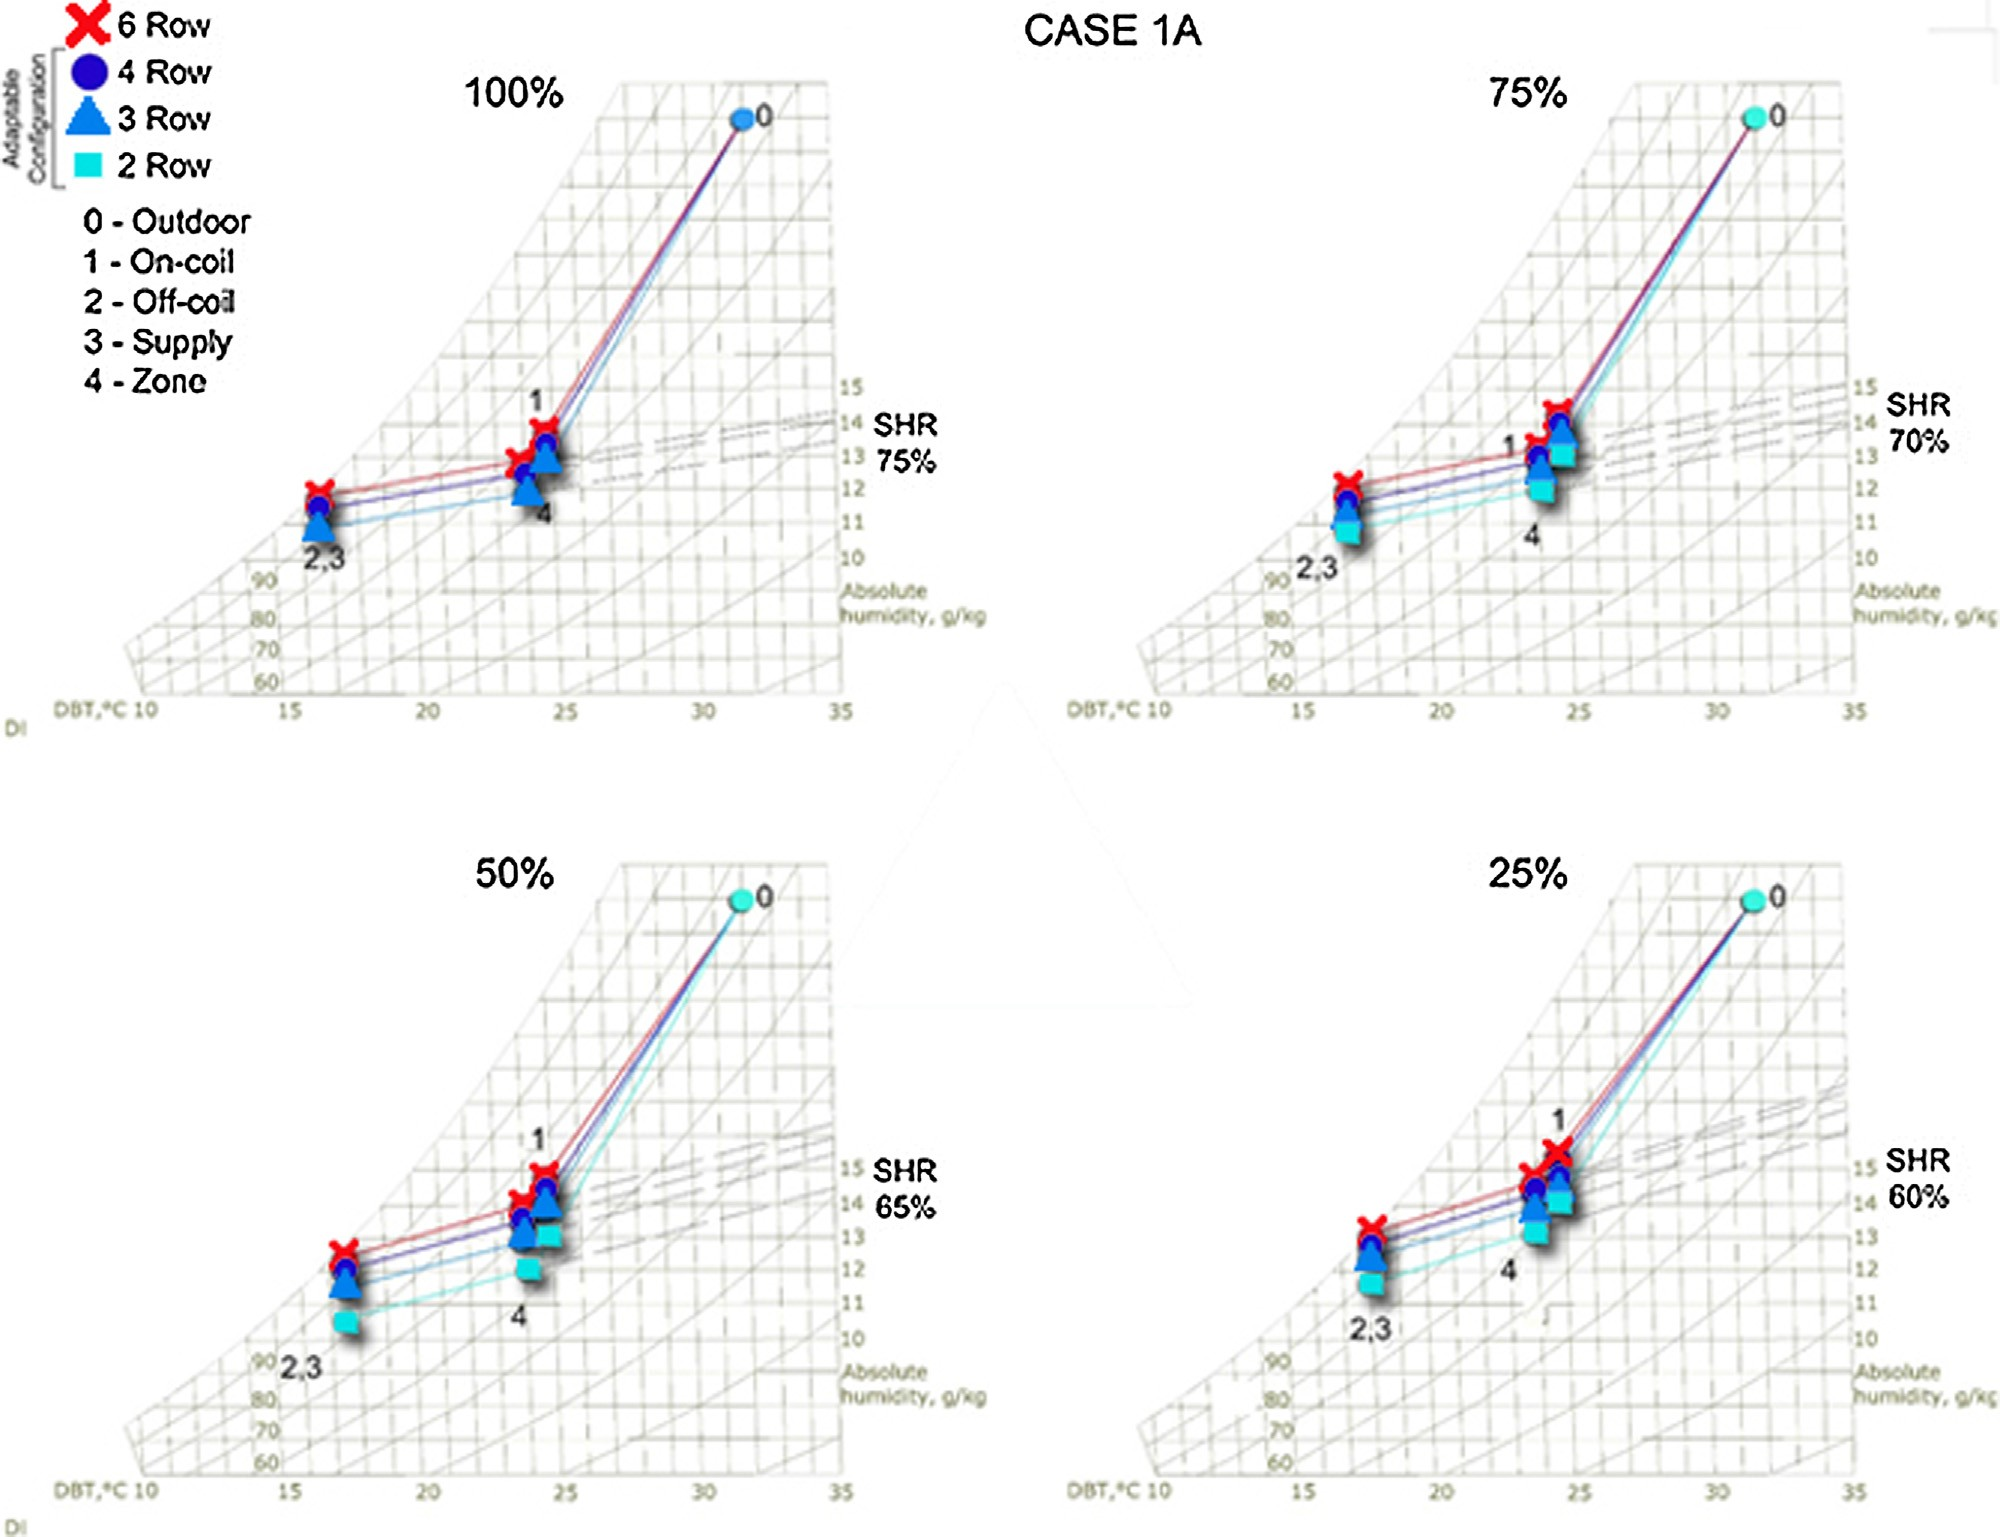 CASE 1A
6 Row
4 Row
3 Row
2 Row
Adaptable
Configuration
0 - Outdoor
1 - On-coil
2 - Off-coil
3 - Supply
4 - Zone
100%
0
1
4
2,3
SHR
75%
15
14
13
12
11
10
Absolute
humidity, g/kg
90
80
70
60
DBT,°C 10 15 20 25 30 35
DI
75%
0
1
4
2,3
SHR
70%
15
14
13
12
11
10
Absolute
humidity, g/kg
90
80
70
60
DBT,°C 10 15 20 25 30 35
50%
0
1
4
2,3
SHR
65%
15
14
13
12
11
10
Absolute
humidity, g/kg
90
80
70
60
DBT,°C 10 15 20 25 30 35
DI
25%
0
1
4
2,3
SHR
60%
15
14
13
12
11
10
Absolute
humidity, g/kg
90
80
70
60
DBT,°C 10 15 20 25 30 35